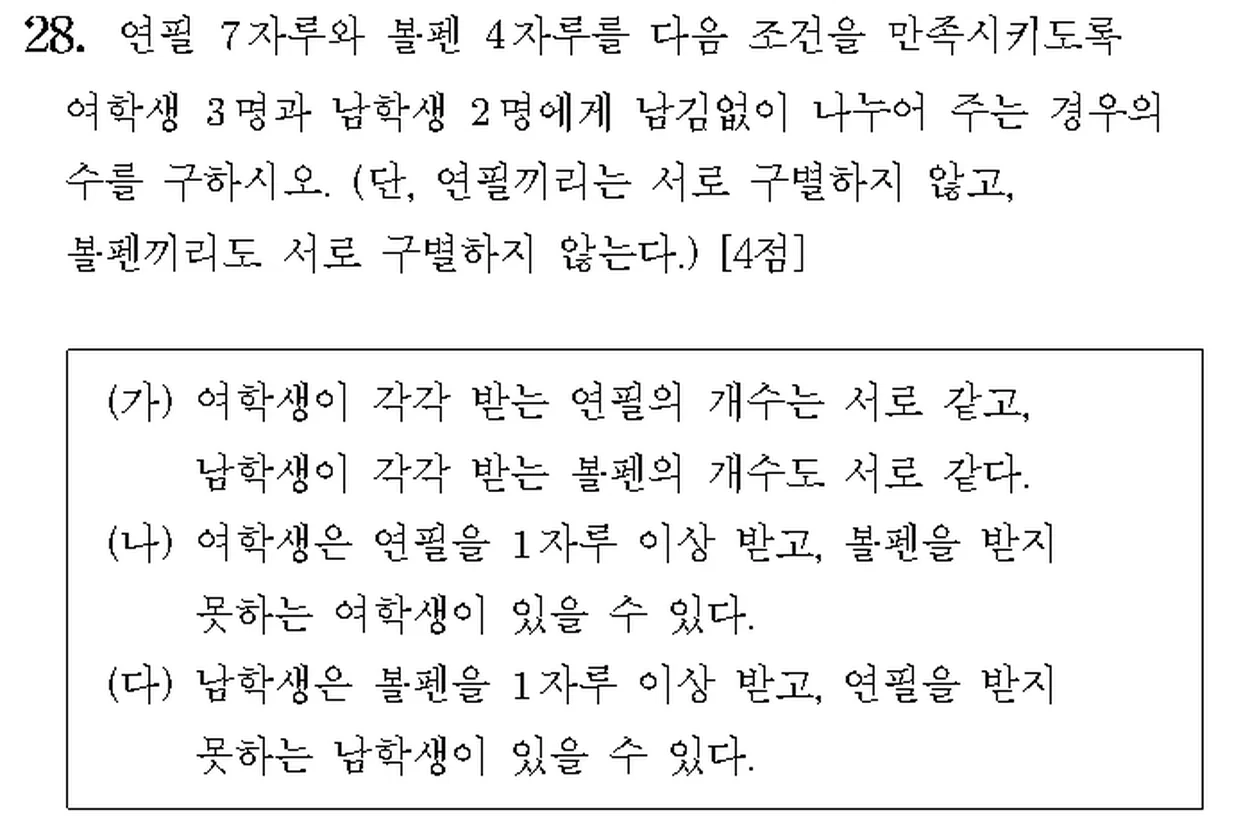 28. 연필 7자루와 볼펜 4자루를 다음 조건을 만족시키도록
여학생 3명과 남학생 2명에게 남김없이 나누어 주는 경우의
수를 구하시오. (단, 연필끼리는 서로 구별하지 않고,
볼펜끼리도 서로 구별하지 않는다.) [4점]
(가) 여학생이 각각 받는 연필의 개수는 서로 같고,
남학생이 각각 받는 볼펜의 개수도 서로 같다.
(나) 여학생은 연필을 1자루 이상 받고, 볼펜을 받지
못하는 여학생이 있을 수 있다.
(다) 남학생은 볼펜을 1자루 이상 받고, 연필을 받지
못하는 남학생이 있을 수 있다.